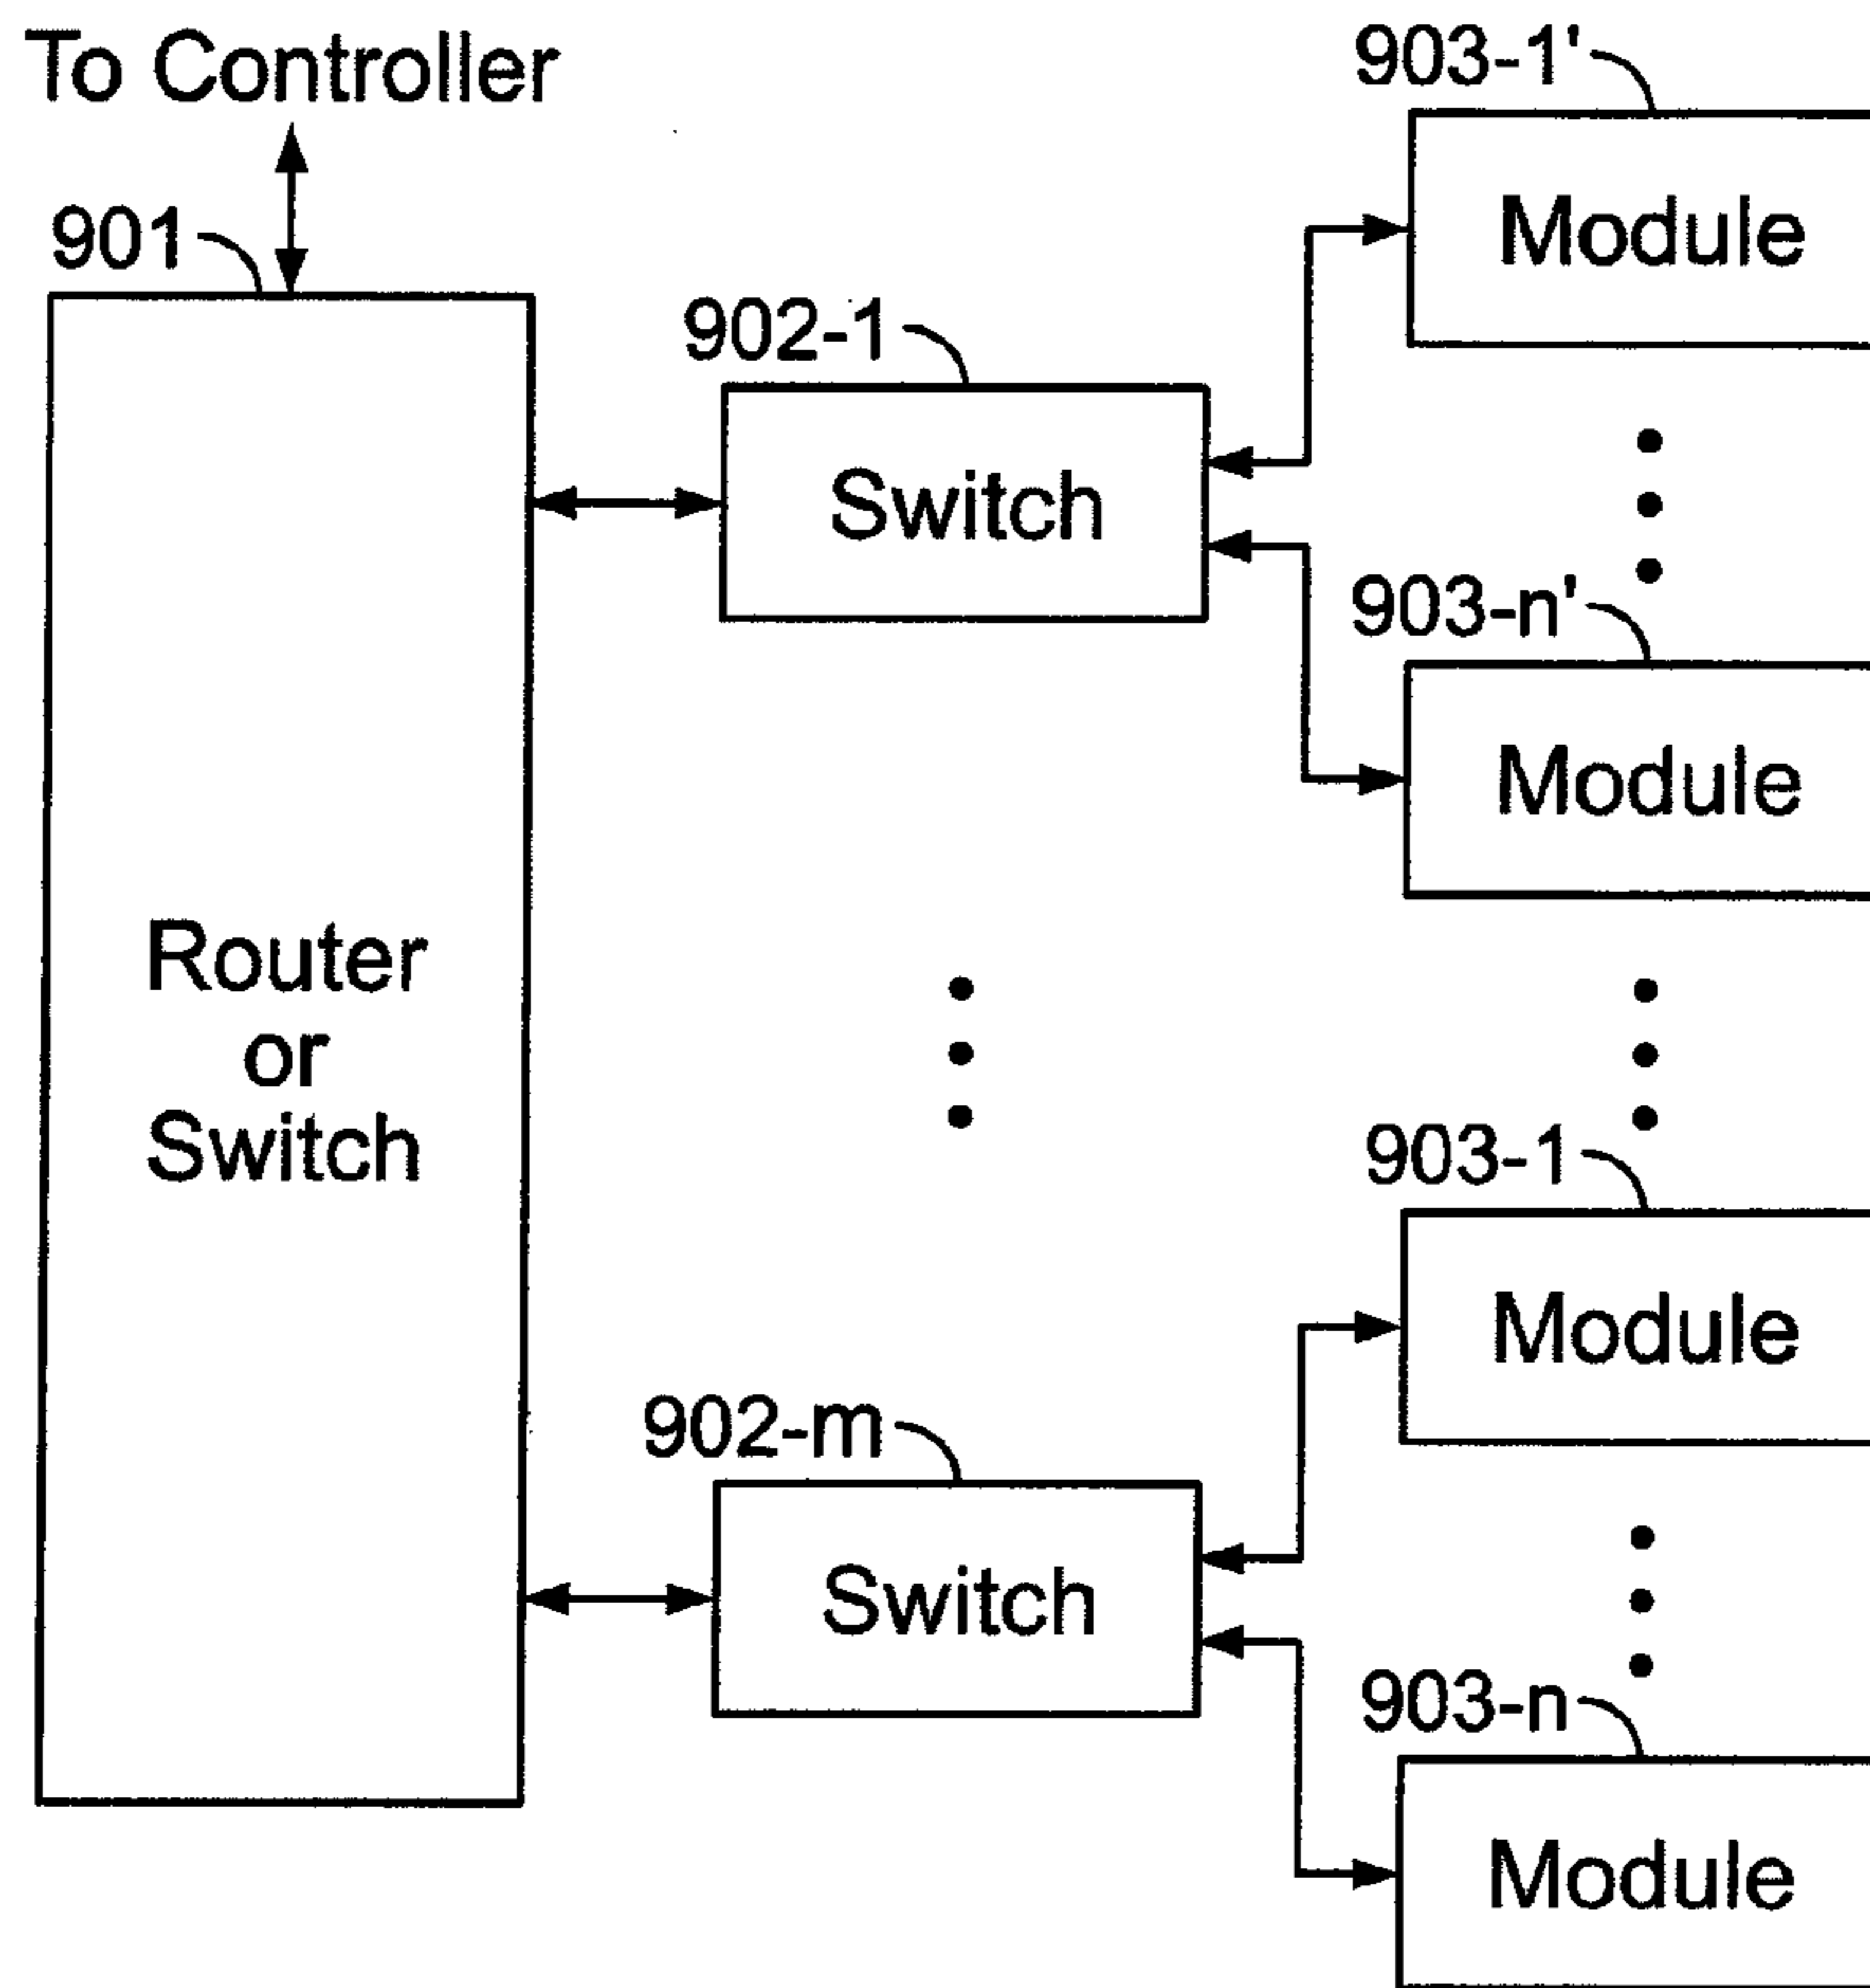 To Controller
901
Router
or
Switch
902-1
Switch
902-m
Switch
903-1'
Module
903-n'
Module
903-1
Module
903-n
Module